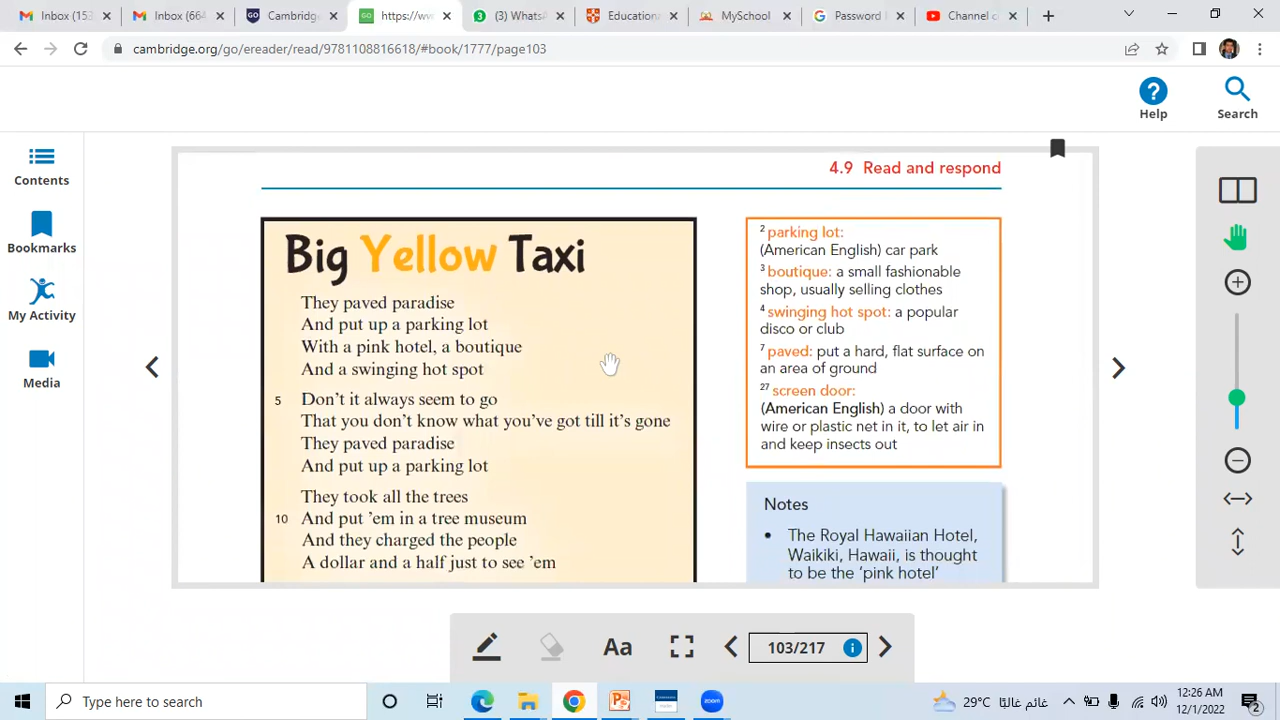 Inbox (153
Inbox (664
Cambridg
https://ww
(3) Whats
Educationa
MySchool
Password
Channel c
cambridge.org/go/ereader/read/9781108816618/#book/1777/page103
Help
Search
Contents
Bookmarks
My Activity
Media
4.9 Read and respond
Big Yellow Taxi
They paved paradise
And put up a parking lot
With a pink hotel, a boutique
And a swinging hot spot
5 Don't it always seem to go
That you don't know what you've got till it's gone
They paved paradise
And put up a parking lot
They took all the trees
10 And put 'em in a tree museum
And they charged the people
A dollar and a half just to see 'em
2 parking lot:
(American English) car park
3 boutique: a small fashionable
shop, usually selling clothes
4 swinging hot spot: a popular
disco or club
7 paved: put a hard, flat surface on
an area of ground
27 screen door:
(American English) a door with
wire or plastic net in it, to let air in
and keep insects out
Notes
• The Royal Hawaiian Hotel,
Waikiki, Hawaii, is thought
to be the 'pink hotel'
Aa
103/217
Type here to search
zoom
29°C غائم غالبًا
12:26 AM
12/1/2022
2